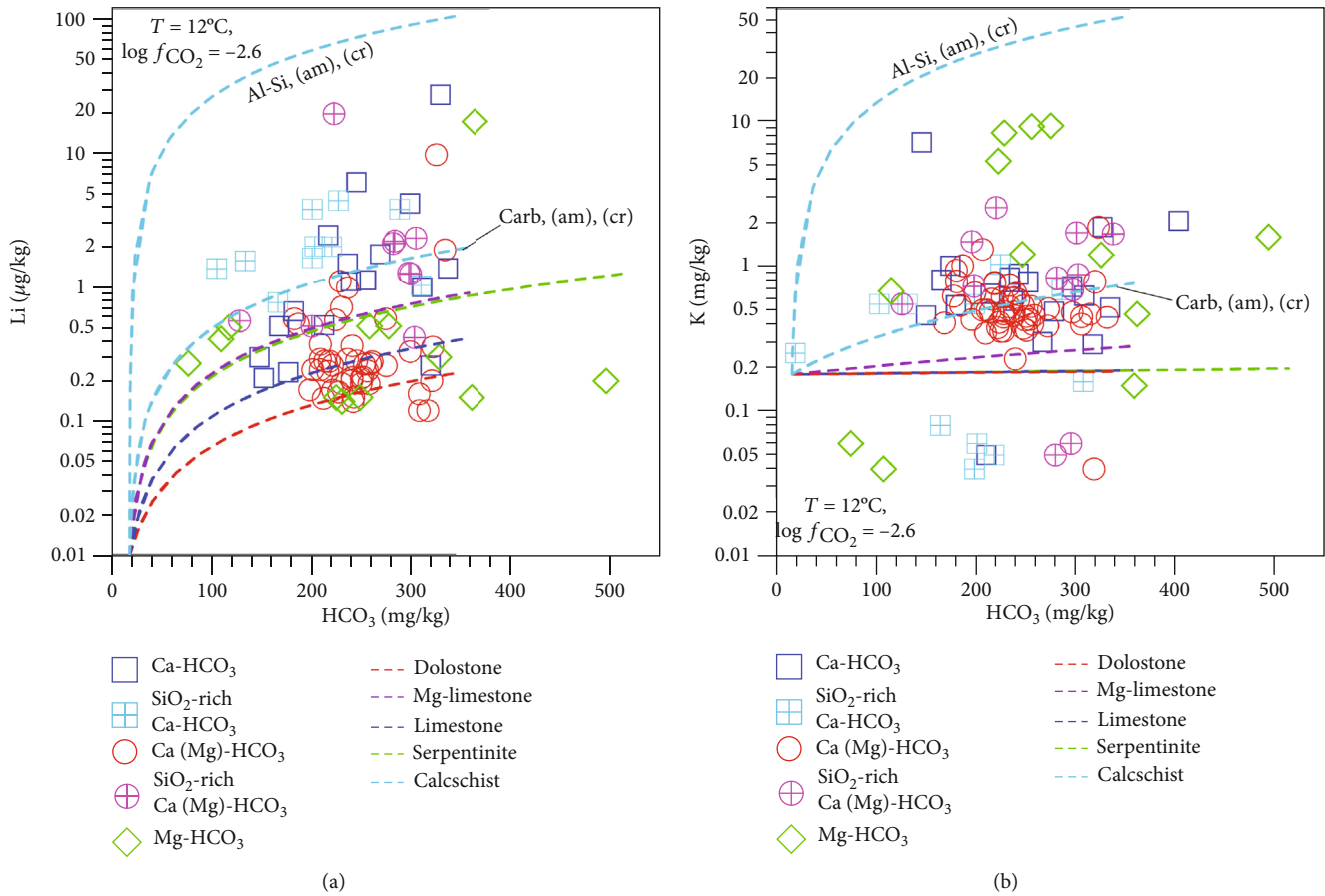 100
50
20
10
5
2
1
0.5
0.2
0.1
0.05
0.02
0.01
Li (µg/kg)
T = 12°C,
log fCO₂ = –2.6
Al-Si, (am), (cr)
Carb, (am), (cr)
0 100 200 300 400 500
HCO₃ (mg/kg)
Ca-HCO₃
SiO₂-rich
Ca-HCO₃
Ca (Mg)-HCO₃
SiO₂-rich
Ca (Mg)-HCO₃
Mg-HCO₃
Dolostone
Mg-limestone
Limestone
Serpentinite
Calcschist
(a)
50
20
10
5
2
1
0.5
0.2
0.1
0.05
0.02
0.01
K (mg/kg)
Al-Si, (am), (cr)
Carb, (am), (cr)
T = 12°C,
log fCO₂ = –2.6
0 100 200 300 400 500
HCO₃ (mg/kg)
Ca-HCO₃
SiO₂-rich
Ca-HCO₃
Ca (Mg)-HCO₃
SiO₂-rich
Ca (Mg)-HCO₃
Mg-HCO₃
Dolostone
Mg-limestone
Limestone
Serpentinite
Calcschist
(b)